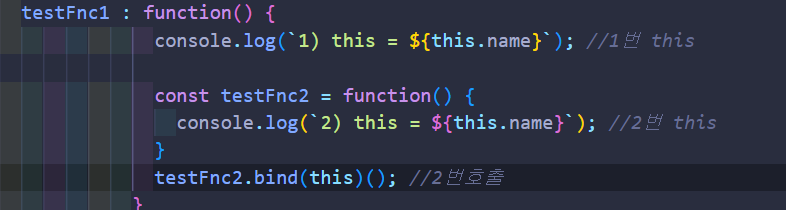 testFnc1 : function() {
console.log(`1) this = ${this.name}`); //1번 this
const testFnc2 = function() {
console.log(`2) this = ${this.name}`); //2번 this
}
testFnc2.bind(this)(); //2번호출
}